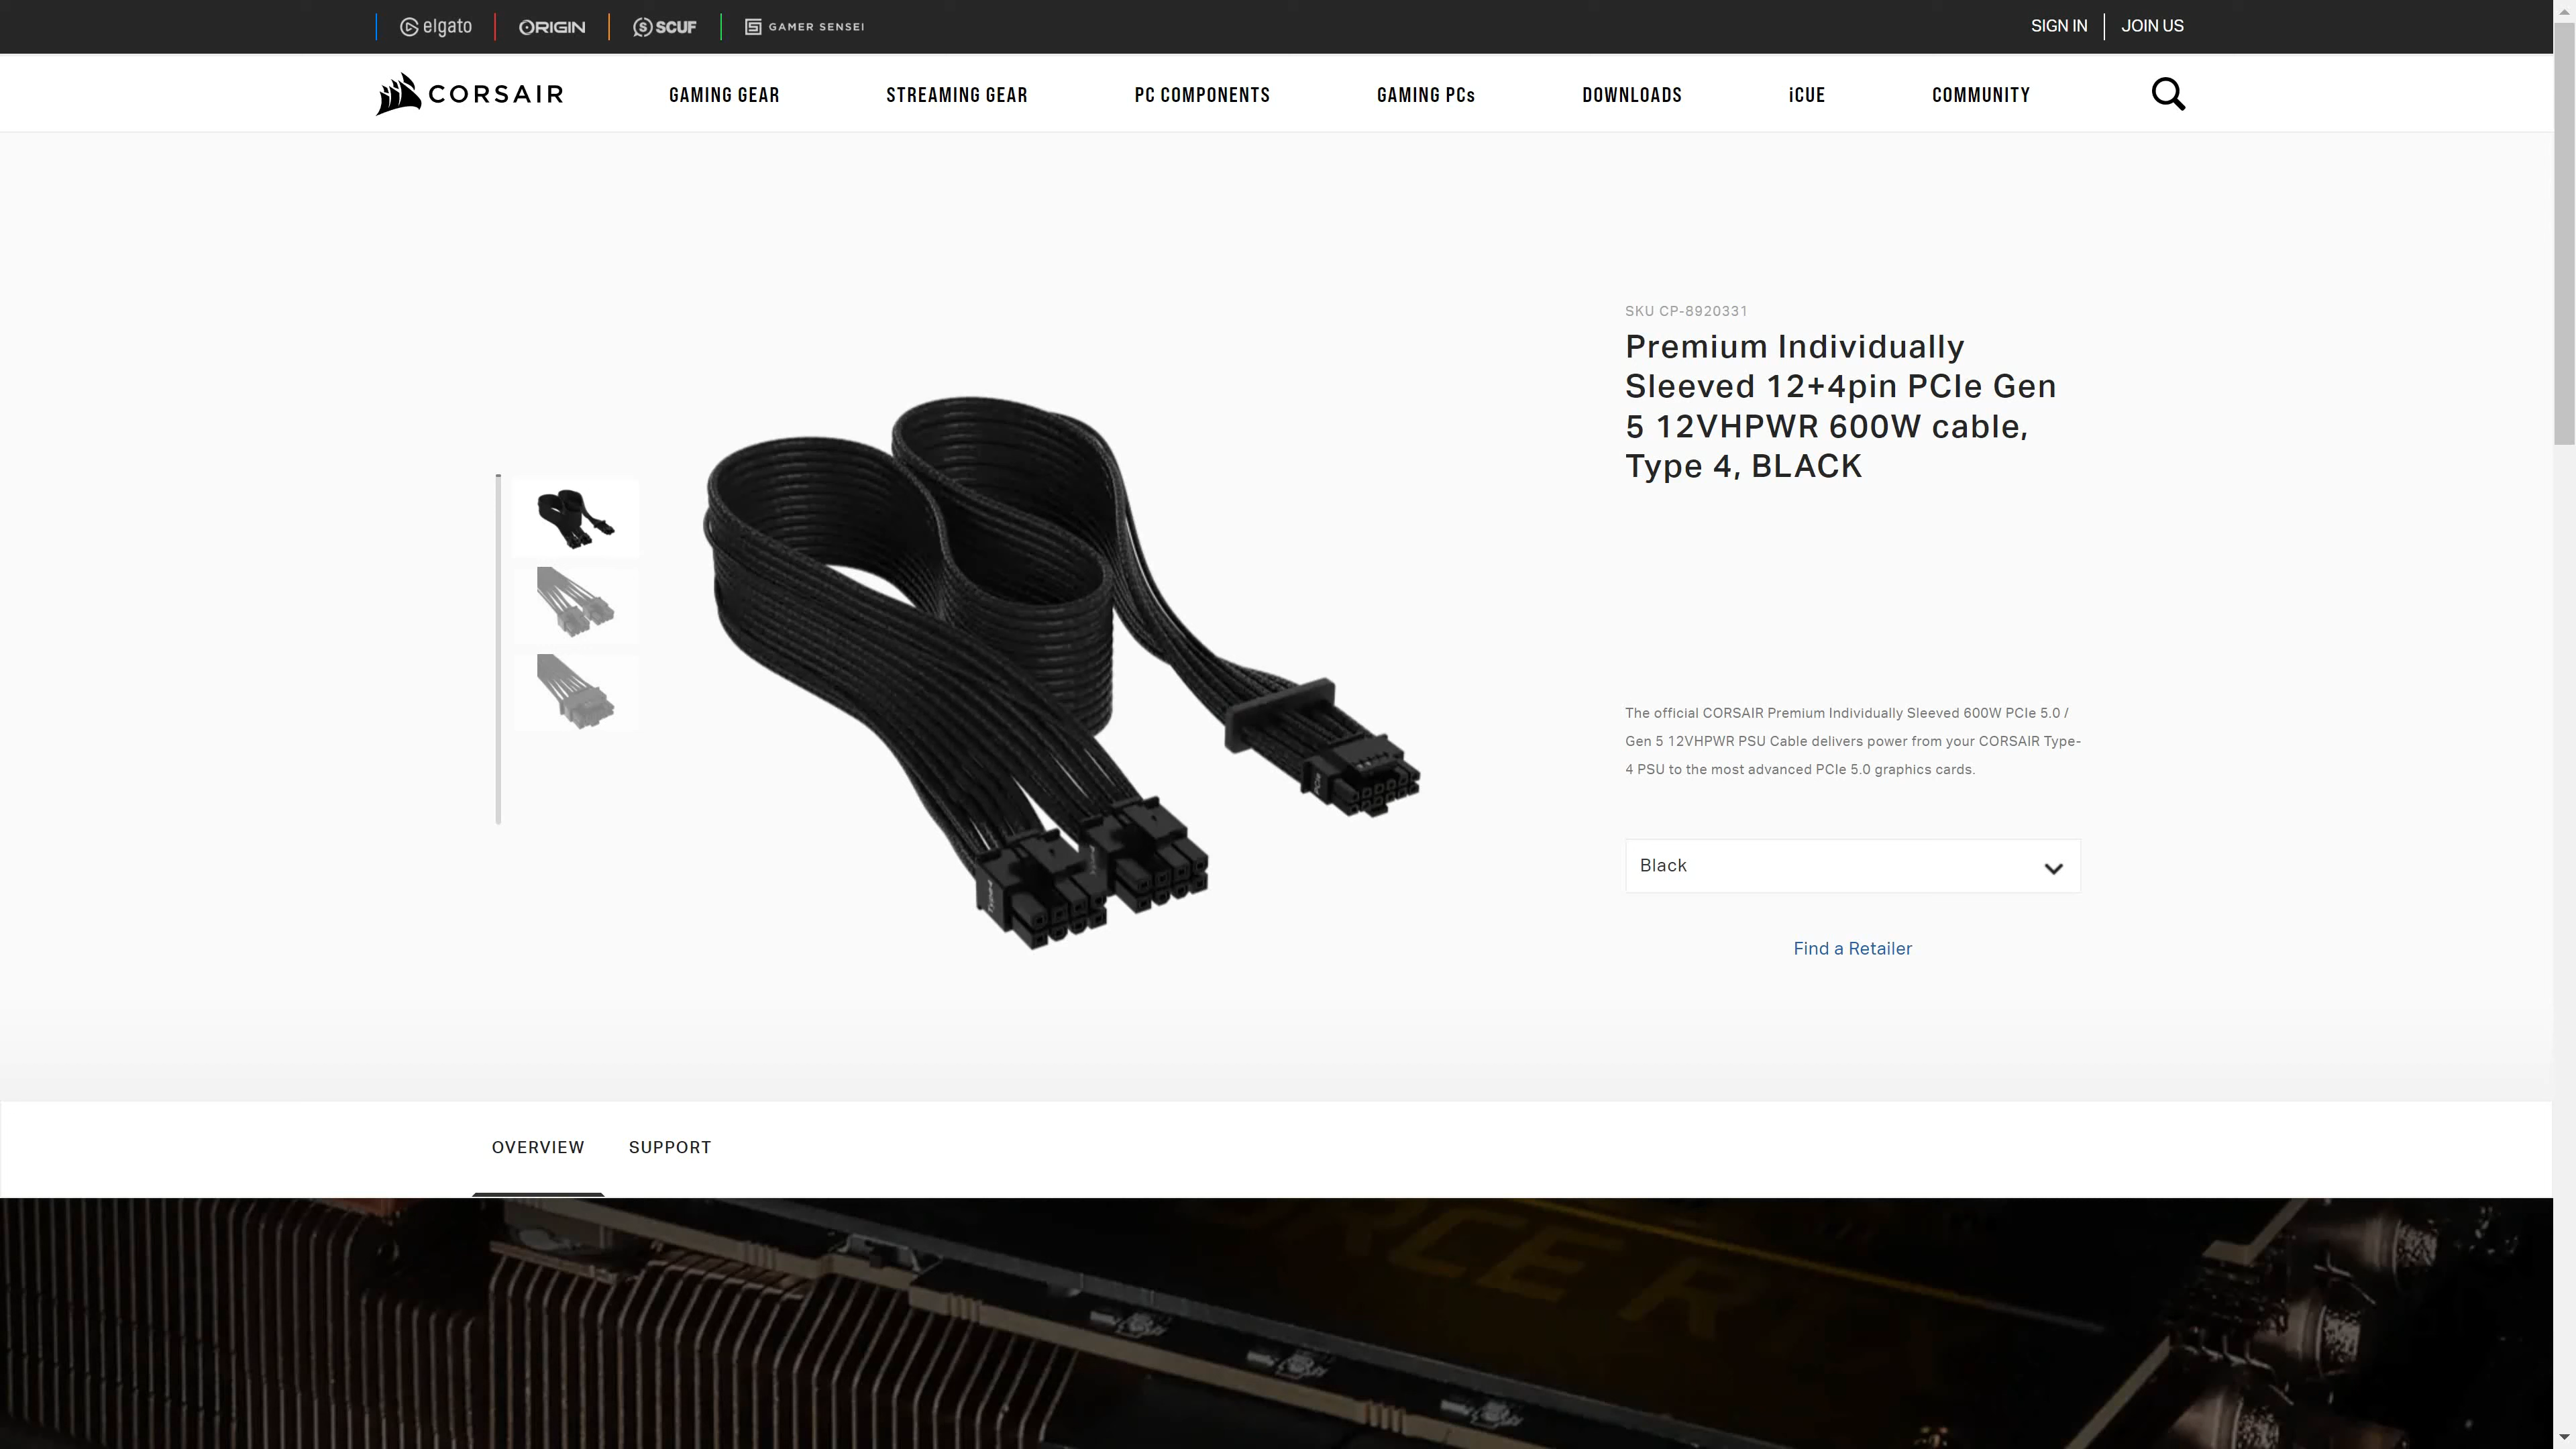 elgato
ORIGIN
SCUF
GAMER SENSEI
SIGN IN
JOIN US
CORSAIR
GAMING GEAR
STREAMING GEAR
PC COMPONENTS
GAMING PCs
DOWNLOADS
iCUE
COMMUNITY
SKU CP-8920331
Premium Individually
Sleeved 12+4pin PCIe Gen
5 12VHPWR 600W cable,
Type 4, BLACK
The official CORSAIR Premium Individually Sleeved 600W PCIe 5.0 /
Gen 5 12VHPWR PSU Cable delivers power from your CORSAIR Type-
4 PSU to the most advanced PCIe 5.0 graphics cards.
Type4
Black
Find a Retailer
OVERVIEW
SUPPORT